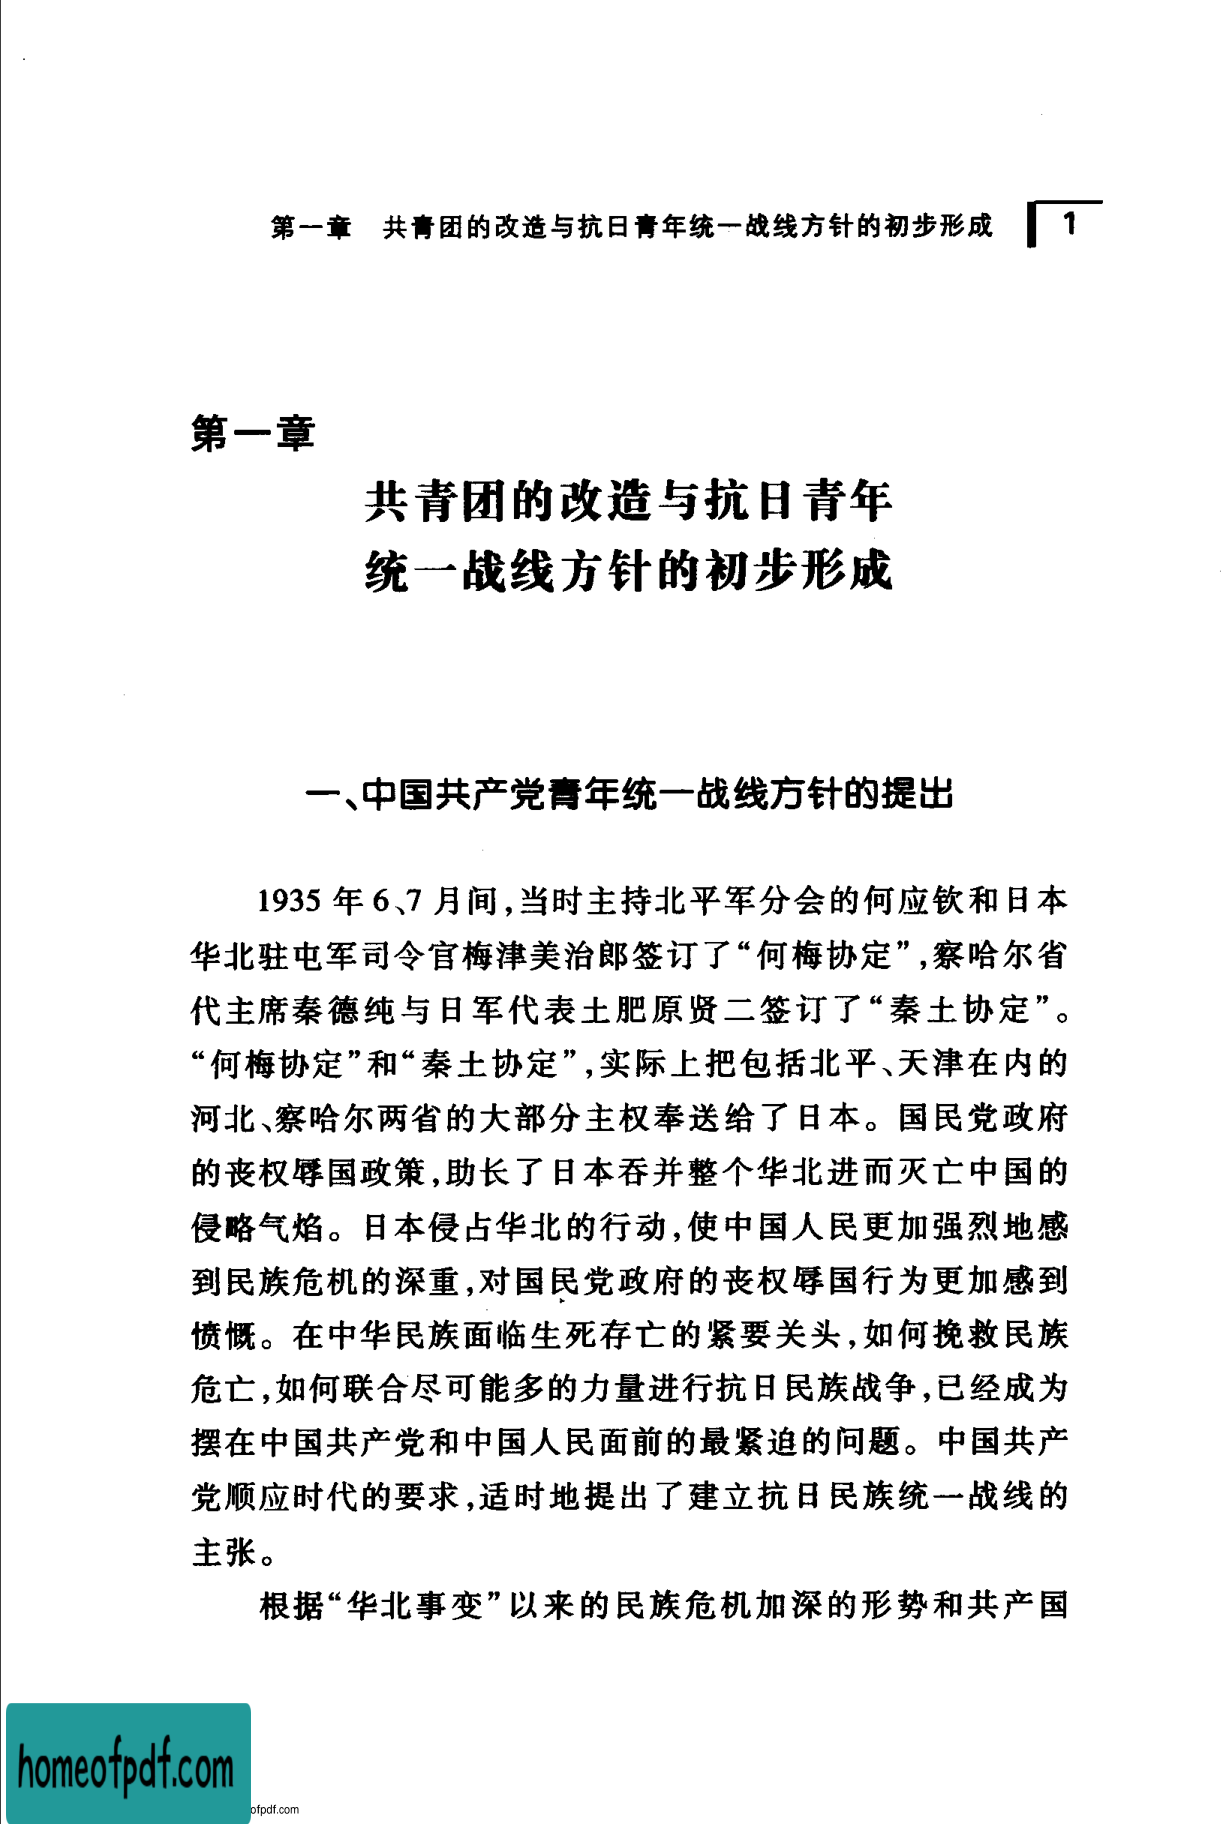 第一章 共青团的改造与抗日青年统一战线方针的初步形成 1
第一章
共青团的改造与抗日青年
统一战线方针的初步形成
一、中国共产党青年统一战线方针的提出
1935 年 6、7 月间,当时主持北平军分会的何应钦和日本
华北驻屯军司令官梅津美治郎签订了“何梅协定”,察哈尔省
代主席秦德纯与日军代表土肥原贤二签订了“秦土协定”。
“何梅协定”和“秦土协定”,实际上把包括北平、天津在内的
河北、察哈尔两省的大部分主权奉送给了日本。国民党政府
的丧权辱国政策,助长了日本吞并整个华北进而灭亡中国的
侵略气焰。日本侵占华北的行动,使中国人民更加强烈地感
到民族危机的深重,对国民党政府的丧权辱国行为更加感到
愤慨。在中华民族面临生死存亡的紧要关头,如何挽救民族
危亡,如何联合尽可能多的力量进行抗日民族战争,已经成为
摆在中国共产党和中国人民面前的最紧迫的问题。中国共产
党顺应时代的要求,适时地提出了建立抗日民族统一战线的
主张。
根据“华北事变”以来的民族危机加深的形势和共产国
homeofpdf.com
ofpdf.com